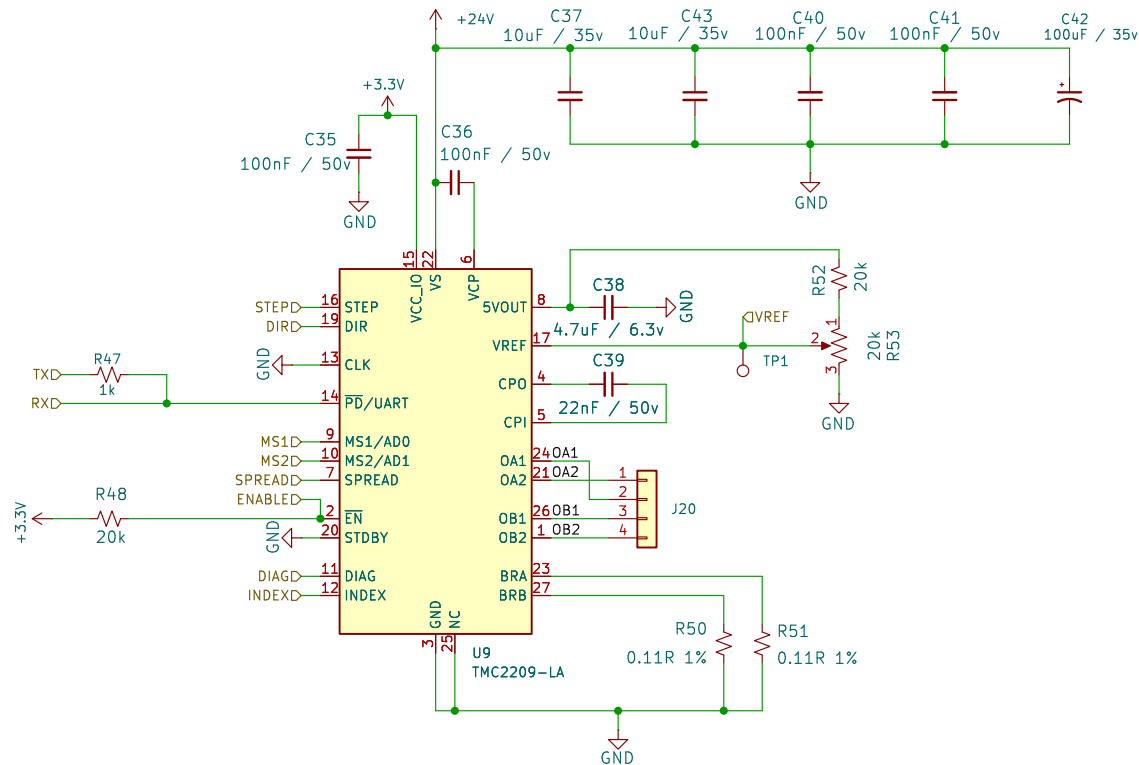 +24V
C37
10uF / 35v
C43
10uF / 35v
C40
100nF / 50v
C41
100nF / 50v
C42
100uF / 35v
+
+3.3V
C35
100nF / 50v
GND
C36
100nF / 50v
GND
15
22
6
VCC_IO
VS
VCP
STEP
16
STEP
DIR
19
DIR
GND
13
CLK
TX
R47
1k
RX
14
PD/UART
MS1
9
MS1/AD0
MS2
10
MS2/AD1
SPREAD
7
SPREAD
ENABLE
+3.3V
R48
20k
2
EN
GND
20
STDBY
DIAG
11
DIAG
INDEX
12
INDEX
5VOUT
8
C38
4.7uF / 6.3v
GND
R52
20k
VREF
17
VREF
TP1
1
2
3
20k
R53
GND
CPO
4
C39
22nF / 50v
CPI
5
OA1
24
OA1
OA2
21
OA2
OB1
26
OB1
OB2
1
OB2
1
2
3
4
J20
BRA
23
BRB
27
R50
0.11R 1%
R51
0.11R 1%
GND
NC
3
25
U9
TMC2209-LA
GND